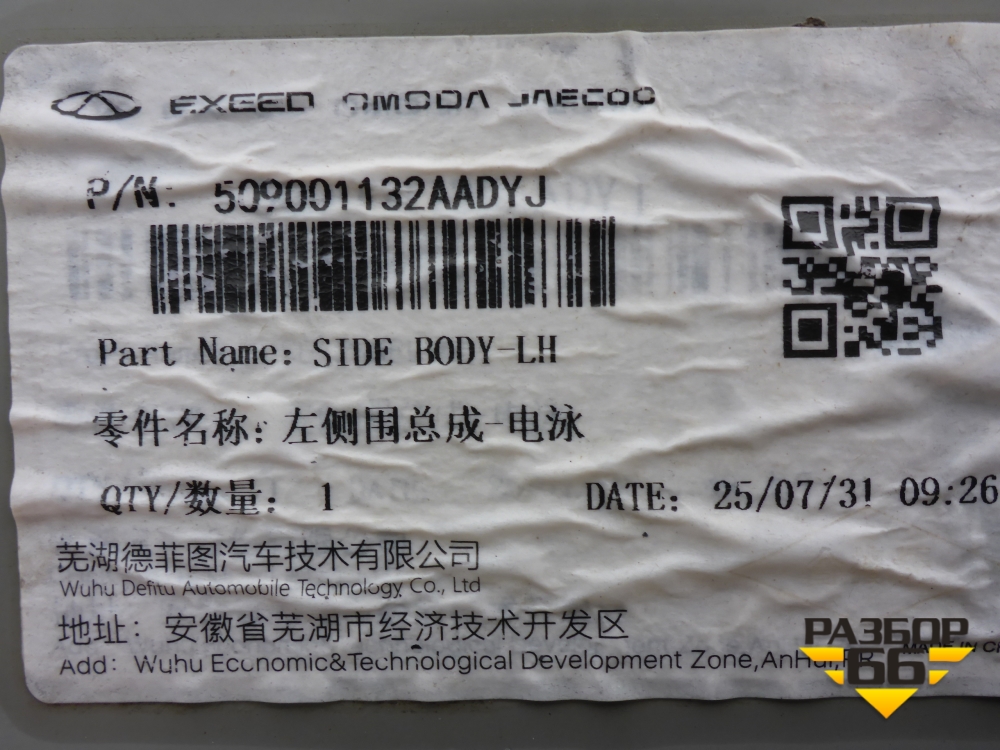 EXEED OMODA JAECOO
P/N: 509001132AADYJ
Part Name: SIDE BODY-LH
零件名称: 左侧围总成-电泳
QTY/数量: 1 DATE: 25/07/31 09:26
芜湖德菲图汽车技术有限公司
Wuhu Defitu Automobile Technology Co., Ltd
地址: 安徽省芜湖市经济技术开发区
Add: Wuhu Economic&Technological Development Zone,AnHui,P.R.
MADE IN
РАЗБОР
66